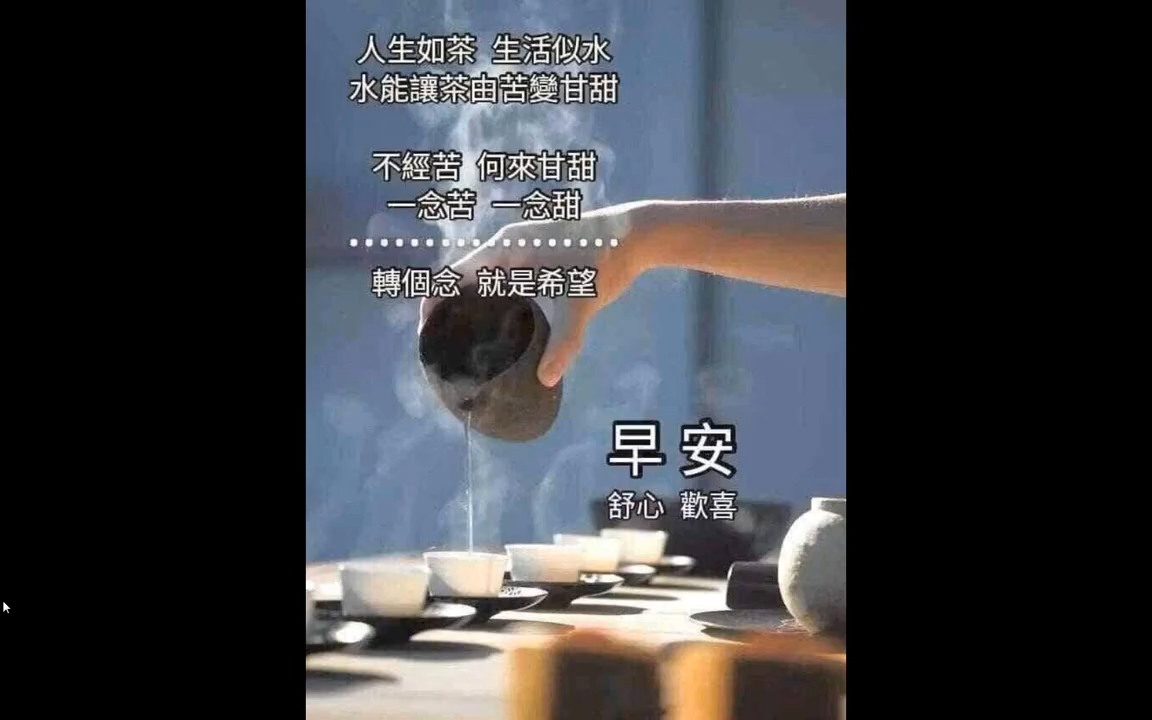 人生如茶 生活似水
水能讓茶由苦變甘甜
不經苦 何來甘甜
一念苦 一念甜
轉個念 就是希望
早安
舒心 歡喜